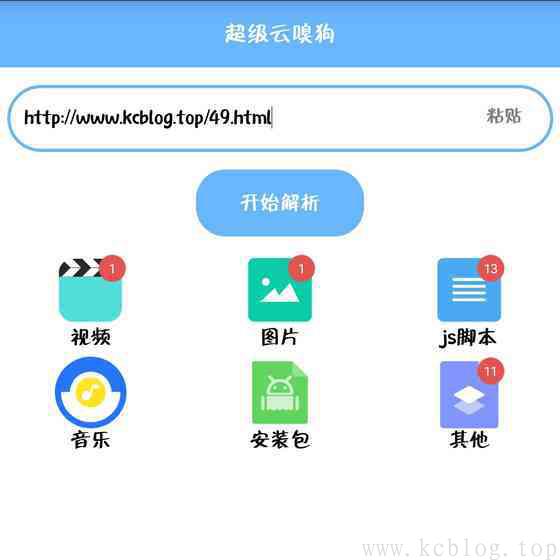 超级云嗅狗
http://www.kcblog.top/49.html 粘贴
开始解析
1 1 13
视频 图片 js脚本
11
音乐 安装包 其他
www.kcblog.top